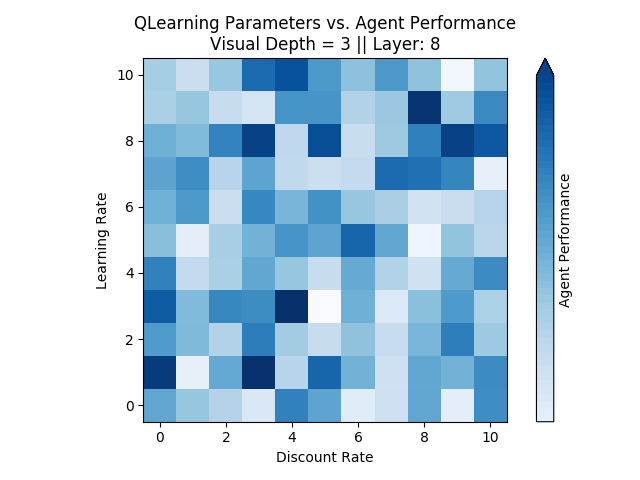 QLearning Parameters vs. Agent Performance
Visual Depth = 3 || Layer: 8
10
8
6
4
2
0
Learning Rate
0 2 4 6 8 10
Discount Rate
Agent Performance